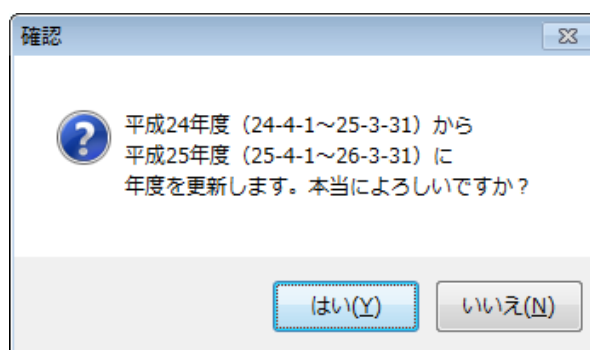 確認
平成24年度（24-4-1～25-3-31）から
平成25年度（25-4-1～26-3-31）に
年度を更新します。本当によろしいですか？
はい(Y)
いいえ(N)